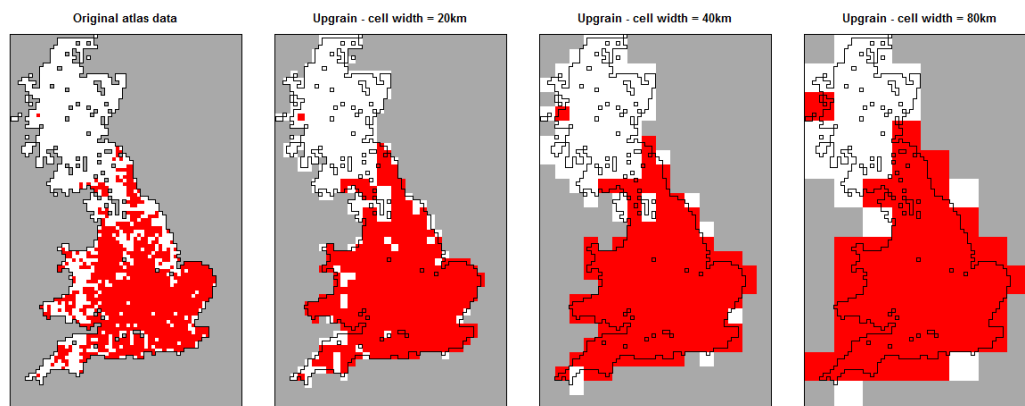 Original atlas data
Upgrain - cell width = 20km
Upgrain - cell width = 40km
Upgrain - cell width = 80km